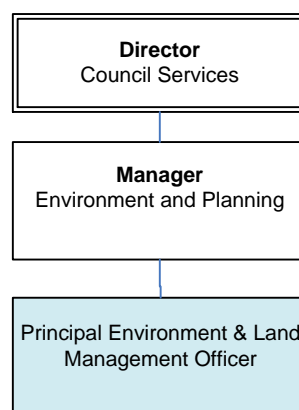 Director
Council Services
Manager
Environment and Planning
Principal Environment & Land
Management Officer